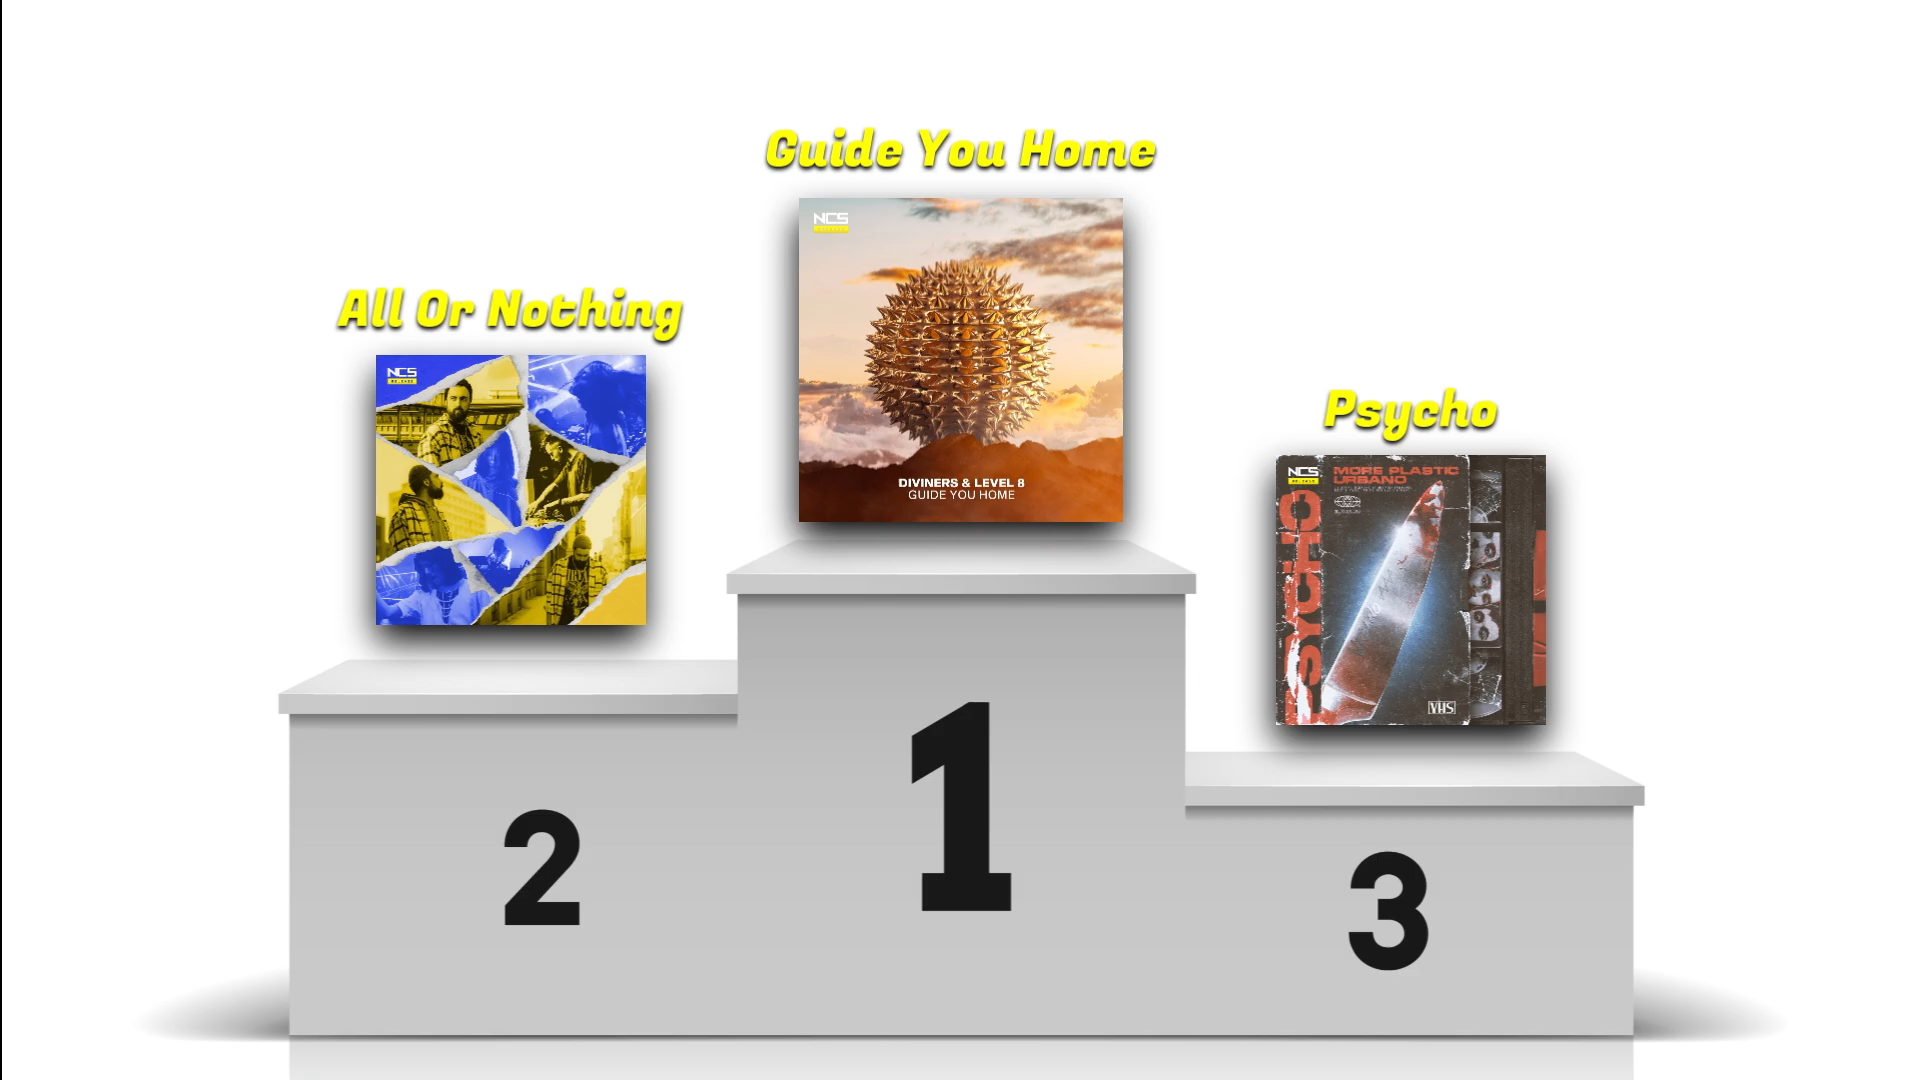 Guide You Home
NCS
DIVINERS & LEVEL 8
GUIDE YOU HOME
All Or Nothing
NCS
Psycho
NCS
MORE PLASTIC
URBANO
PSYCHO
VHS
1
2
3